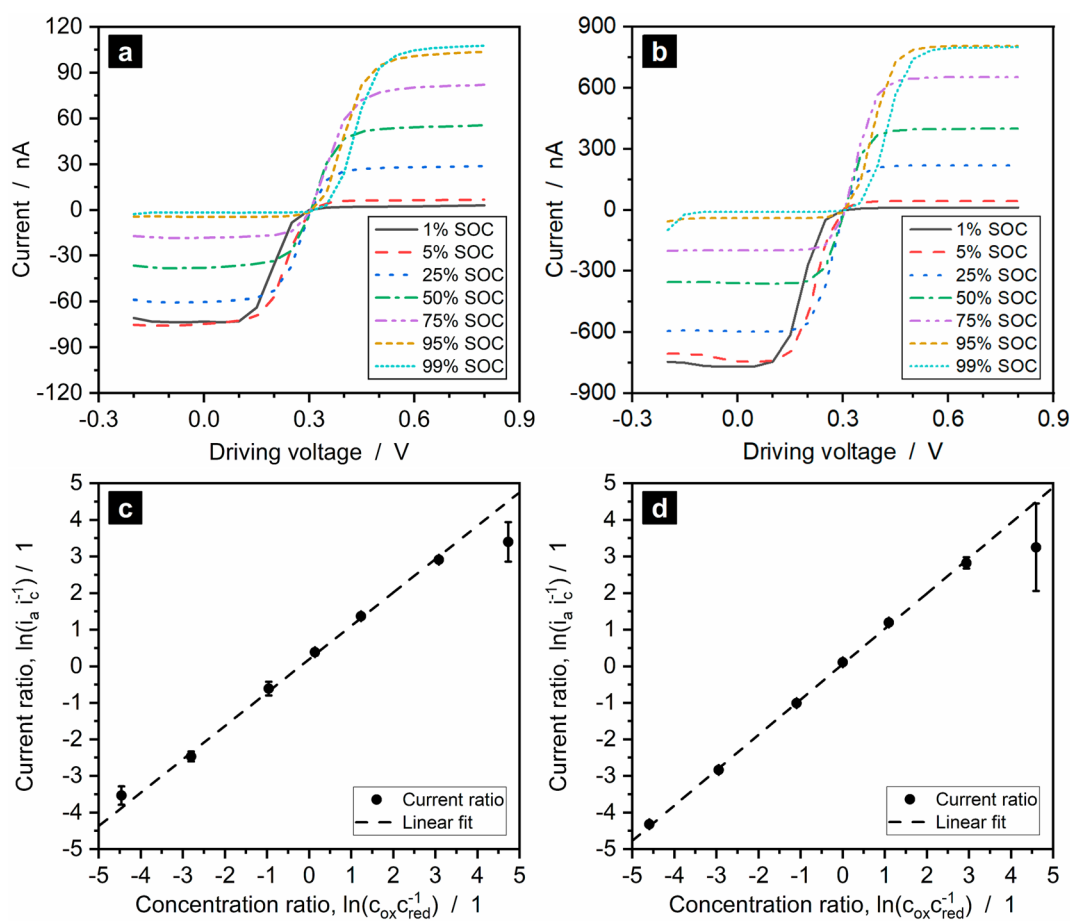 a
120
90
60
30
0
-30
-60
-90
-120
Current / nA
-0.3 0.0 0.3 0.6 0.9
Driving voltage / V
1% SOC
5% SOC
25% SOC
50% SOC
75% SOC
95% SOC
99% SOC
b
900
600
300
0
-300
-600
-900
Current / nA
-0.3 0.0 0.3 0.6 0.9
Driving voltage / V
1% SOC
5% SOC
25% SOC
50% SOC
75% SOC
95% SOC
99% SOC
c
5
4
3
2
1
0
-1
-2
-3
-4
-5
Current ratio, ln(i_a i_c^-1) / 1
-5 -4 -3 -2 -1 0 1 2 3 4 5
Concentration ratio, ln(c_ox c_red^-1) / 1
Current ratio
Linear fit
d
5
4
3
2
1
0
-1
-2
-3
-4
-5
Current ratio, ln(i_a i_c^-1) / 1
-5 -4 -3 -2 -1 0 1 2 3 4 5
Concentration ratio, ln(c_ox c_red^-1) / 1
Current ratio
Linear fit